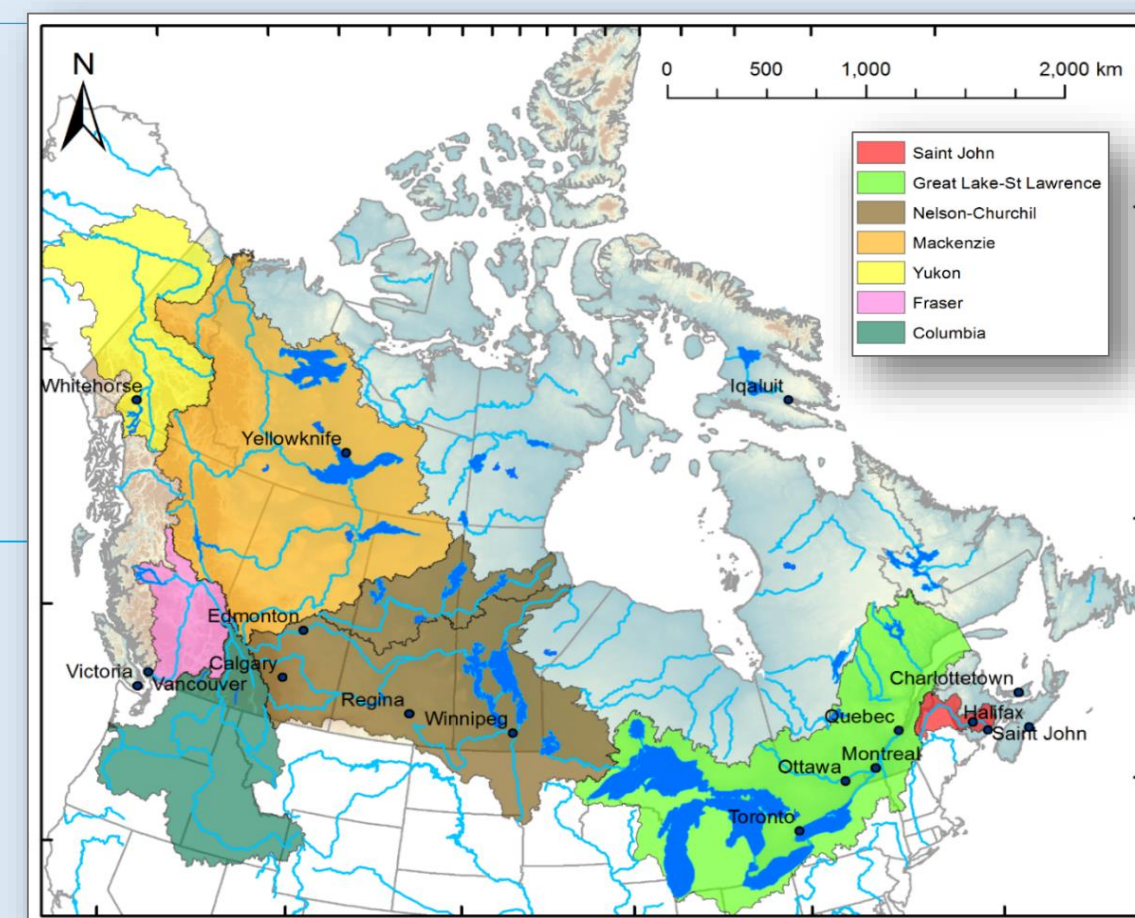 N
0 500 1,000 2,000 km
Saint John
Great Lake-St Lawrence
Nelson-Churchil
Mackenzie
Yukon
Fraser
Columbia
Whitehorse
Iqaluit
Yellowknife
Edmonton
Calgary
Victoria
Vancouver
Regina
Winnipeg
Charlottetown
Quebec
Halifax
Saint John
Montreal
Ottawa
Toronto